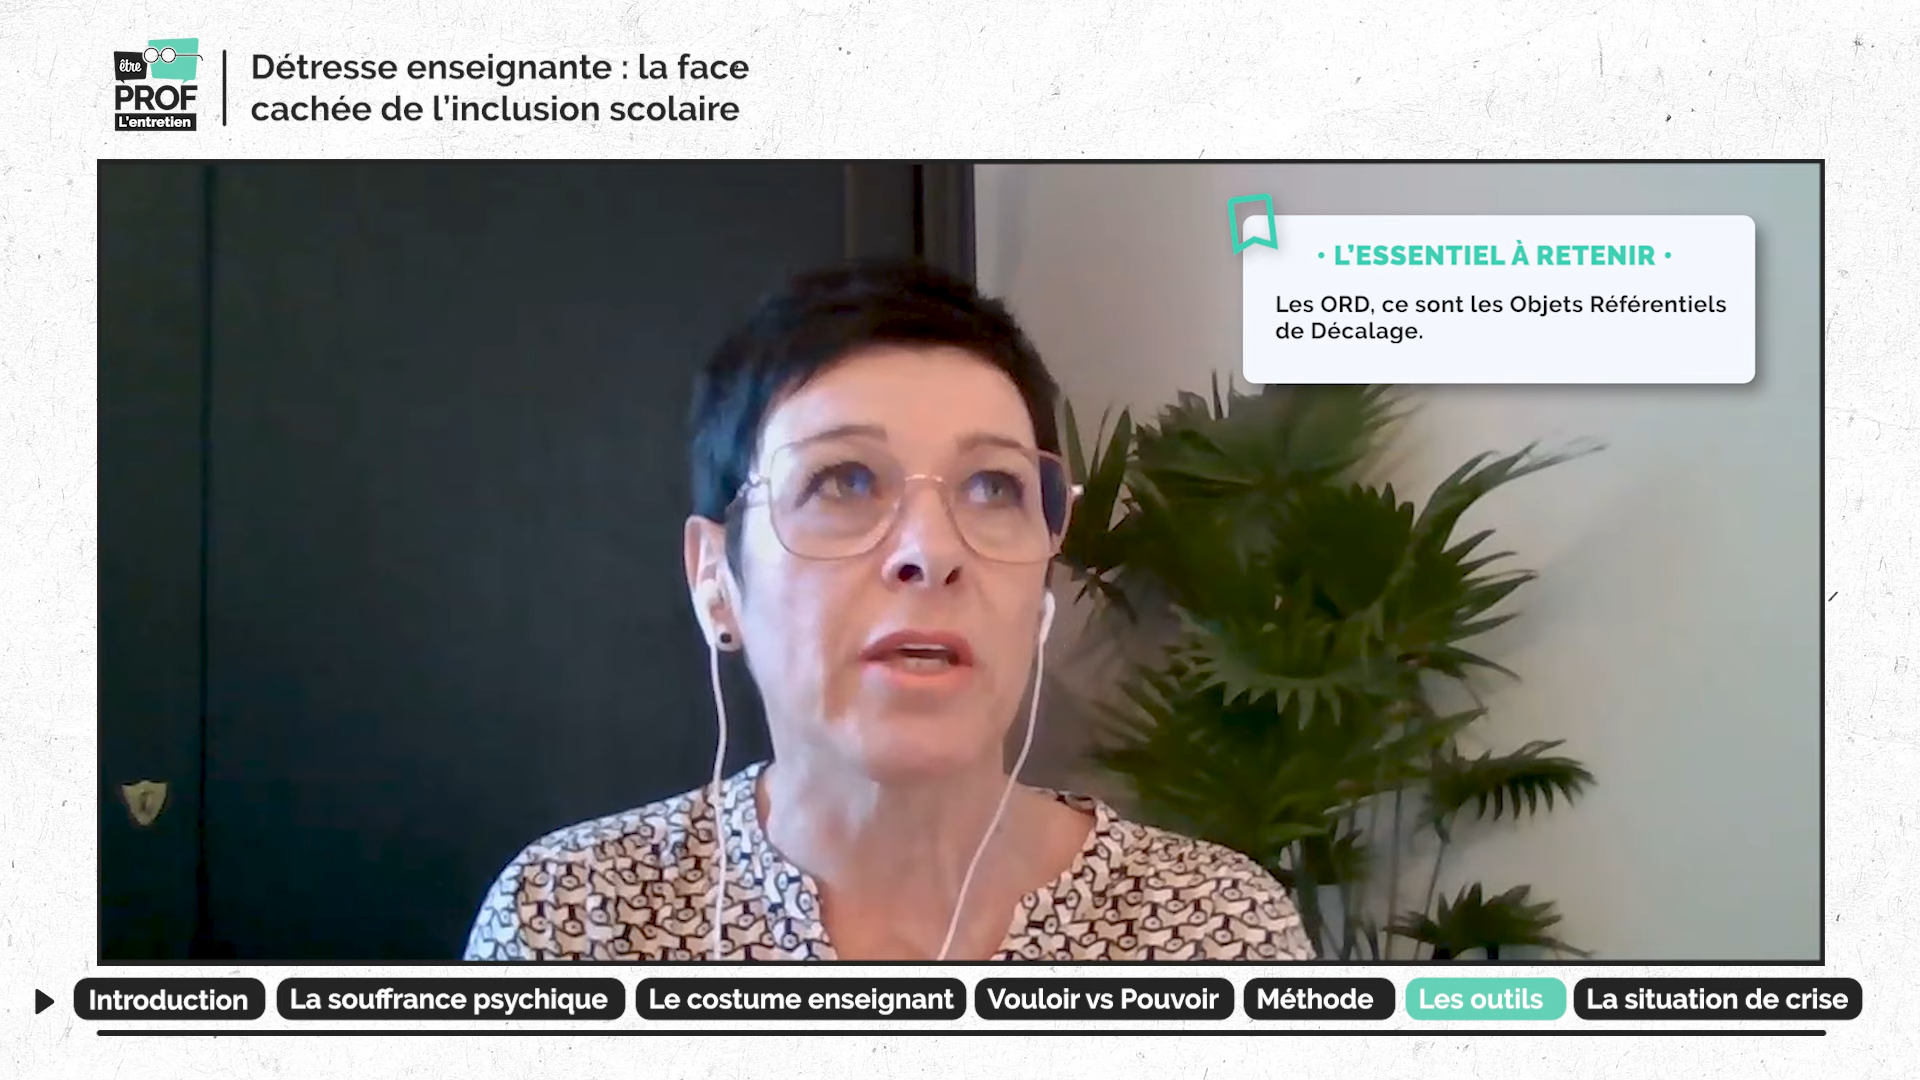 être
PROF
L'entretien
Détresse enseignante : la face
cachée de l'inclusion scolaire
• L'ESSENTIEL À RETENIR •
Les ORD, ce sont les Objets Référentiels
de Décalage.
Introduction
La souffrance psychique
Le costume enseignant
Vouloir vs Pouvoir
Méthode
Les outils
La situation de crise